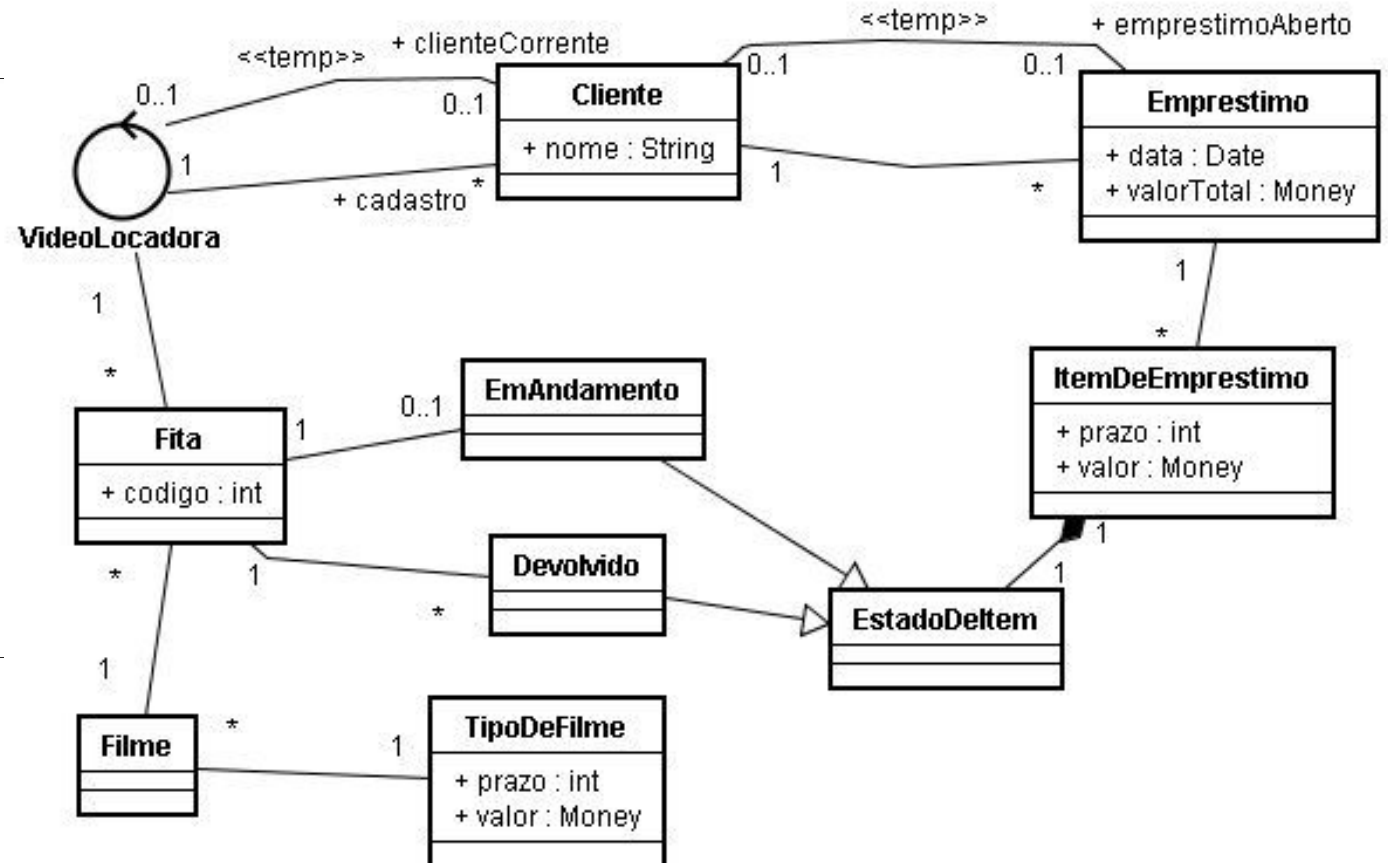 <<temp>>
+ clienteCorrente
0..1
0..1
<<temp>>
+ emprestimoAberto
0..1
0..1
Cliente
+ nome : String
Emprestimo
+ data : Date
+ valorTotal : Money
1
*
+ cadastro
1
*
VideoLocadora
1
*
1
*
Fita
+ codigo : int
1
0..1
EmAndamento
ItemDeEmprestimo
+ prazo : int
+ valor : Money
1
1
1
*
Devolvido
EstadoDeItem
*
1
Filme
*
1
TipoDeFilme
+ prazo : int
+ valor : Money